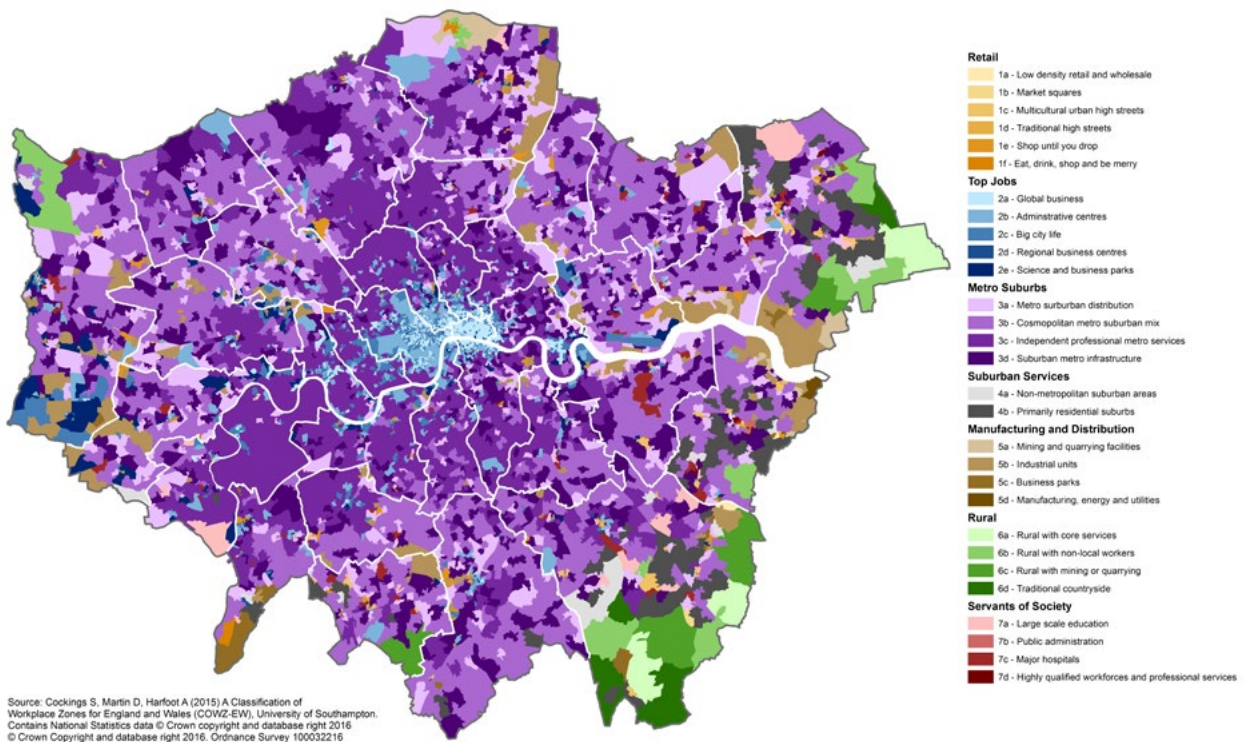 Retail
1a - Low density retail and wholesale
1b - Market squares
1c - Multicultural urban high streets
1d - Traditional high streets
1e - Shop until you drop
1f - Eat, drink, shop and be merry
Top Jobs
2a - Global business
2b - Adminstrative centres
2c - Big city life
2d - Regional business centres
2e - Science and business parks
Metro Suburbs
3a - Metro surburban distribution
3b - Cosmopolitan metro suburban mix
3c - Independent professional metro services
3d - Suburban metro infrastructure
Suburban Services
4a - Non-metropolitan suburban areas
4b - Primarily residential suburbs
Manufacturing and Distribution
5a - Mining and quarrying facilities
5b - Industrial units
5c - Business parks
5d - Manufacturing, energy and utilities
Rural
6a - Rural with core services
6b - Rural with non-local workers
6c - Rural with mining or quarrying
6d - Traditional countryside
Servants of Society
7a - Large scale education
7b - Public administration
7c - Major hospitals
7d - Highly qualified workforces and professional services
Source: Cockings S, Martin D, Harfoot A (2015) A Classification of
Workplace Zones for England and Wales (COWZ-EW), University of Southampton.
Contains National Statistics data © Crown copyright and database right 2016
© Crown Copyright and database right 2016. Ordnance Survey 100032216